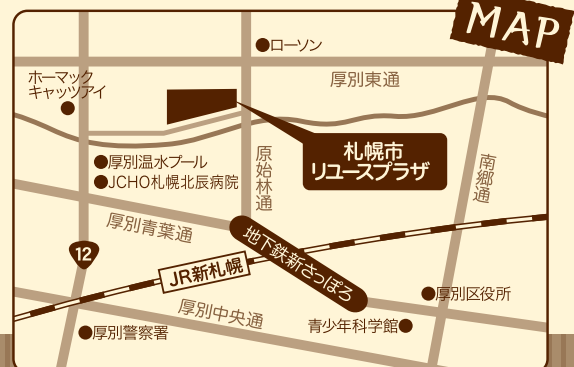 MAP
ローソン
厚別東通
ホーマック
キャッツアイ
札幌市
リユースプラザ
厚別温水プール
JCHO札幌北辰病院
原始林通
南郷通
厚別青葉通
地下鉄新さっぽろ
12
JR新札幌
厚別中央通
厚別区役所
青少年科学館
厚別警察署